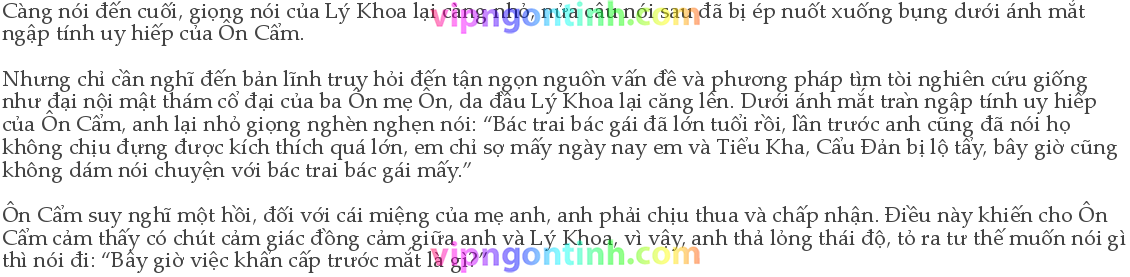 Càng nói đến cuối, giọng nói của Lý Khoa lại càng nhỏ, nửa câu nói sau đã bị ép nuốt xuống bụng dưới ánh mắt
vipngontinh.com
ngập tính uy hiếp của Ôn Cẩm.
Nhưng chỉ cần nghĩ đến bản lĩnh truy hỏi đến tận ngọn nguồn vấn đề và phương pháp tìm tòi nghiên cứu giống
như đại nội mật thám cổ đại của ba Ôn mẹ Ôn, da đầu Lý Khoa lại căng lên. Dưới ánh mắt tràn ngập tính uy hiếp
của Ôn Cẩm, anh lại nhỏ giọng nghèn nghẹn nói: “Bác trai bác gái đã lớn tuổi rồi, lần trước anh cũng đã nói họ
không chịu đựng được kích thích quá lớn, em chỉ sợ mấy ngày nay em và Tiểu Kha, Cẩu Đản bị lộ tẩy, bây giờ cũng
không dám nói chuyện với bác trai bác gái mấy.”
Ôn Cẩm suy nghĩ một hồi, đối với cái miệng của mẹ anh, anh phải chịu thua và chấp nhận. Điều này khiến cho Ôn
Cẩm cảm thấy có chút cảm giác đồng cảm giữa anh và Lý Khoa, vì vậy, anh thả lỏng thái độ, tỏ ra tư thế muốn nói gì
thì nói đi: “Bây giờ việc khẩn cấp trước mắt là gì?”
vipngontinh.com